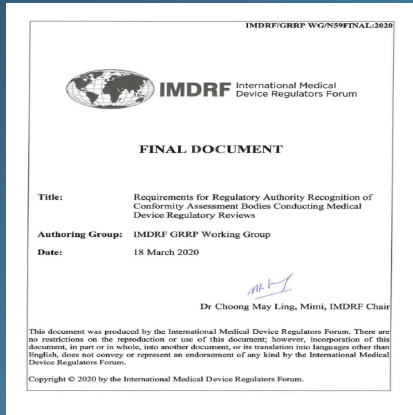 IMDRF/GRRP WG/N59FINAL:2020
IMDRF International Medical
Device Regulators Forum
FINAL DOCUMENT
Title: Requirements for Regulatory Authority Recognition of
Conformity Assessment Bodies Conducting Medical
Device Regulatory Reviews
Authoring Group: IMDRF GRRP Working Group
Date: 18 March 2020
Dr Choong May Ling, Mimi, IMDRF Chair
This document was produced by the International Medical Device Regulators Forum. There are
no restrictions on the reproduction or use of this document; however, incorporation of this
document, in part or in whole, into another document, or its translation into languages other than
English, does not convey or represent an endorsement of any kind by the International Medical
Device Regulators Forum.
Copyright © 2020 by the International Medical Device Regulators Forum.